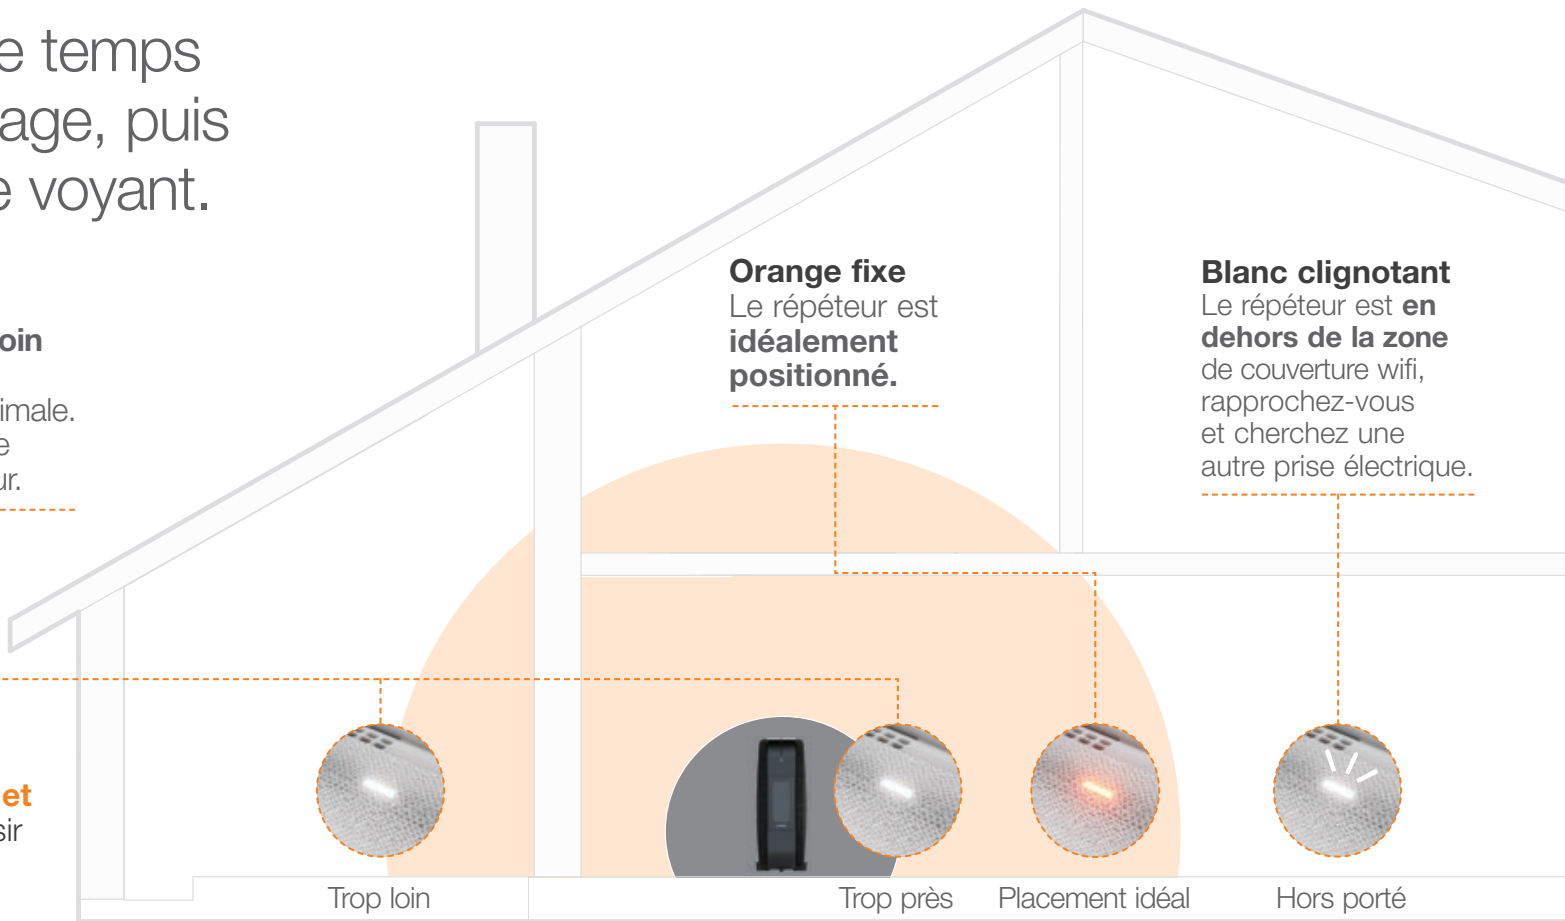 e temps
age, puis
e voyant.
oin
imale.
e
ur.
et
sir
Orange fixe
Le répéteur est
idéalement
positionné.
Blanc clignotant
Le répéteur est en
dehors de la zone
de couverture wifi,
rapprochez-vous
et cherchez une
autre prise électrique.
Trop loin
Trop près
Placement idéal
Hors porté